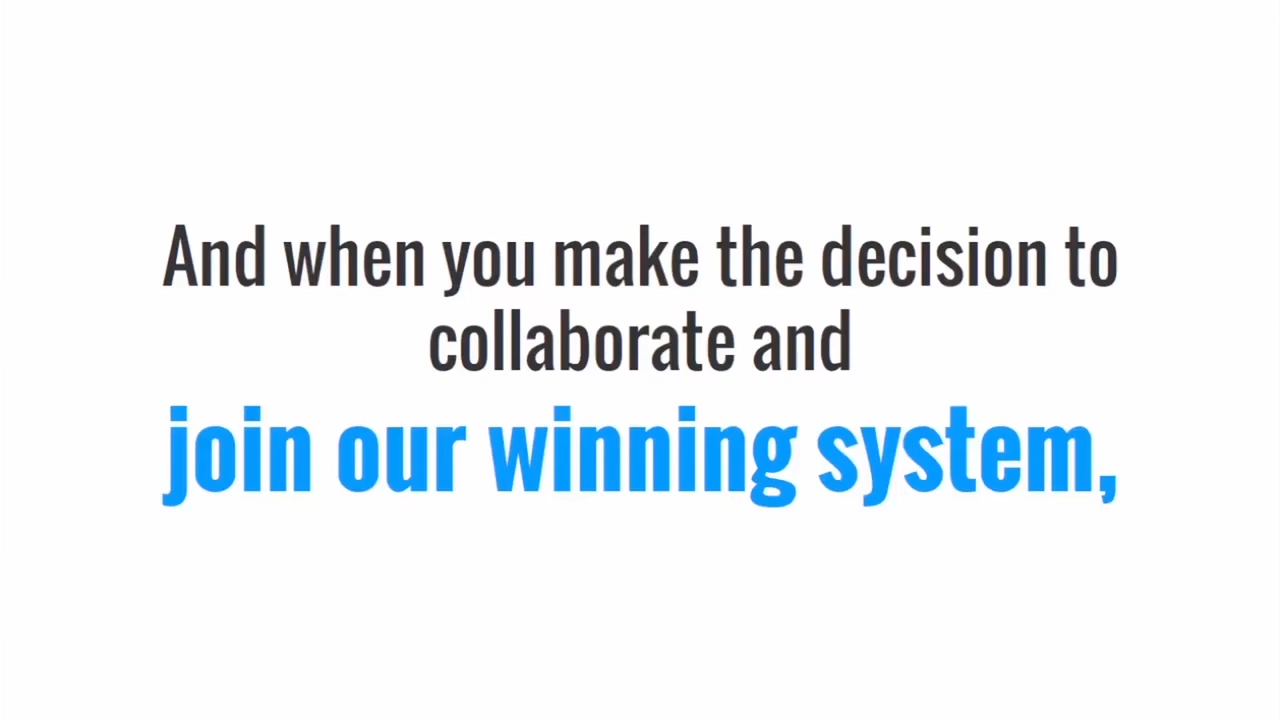 And when you make the decision to
collaborate and
join our winning system,